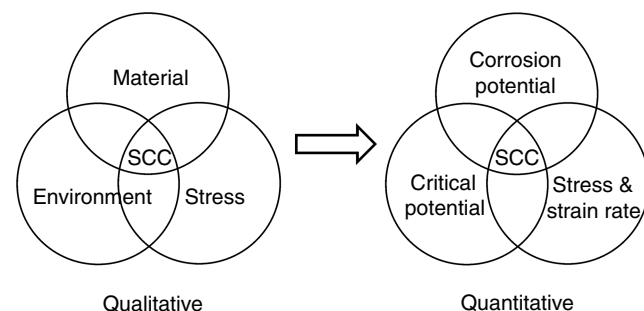 Material
SCC
Environment
Stress
Qualitative
Corrosion
potential
SCC
Critical
potential
Stress &
strain rate
Quantitative